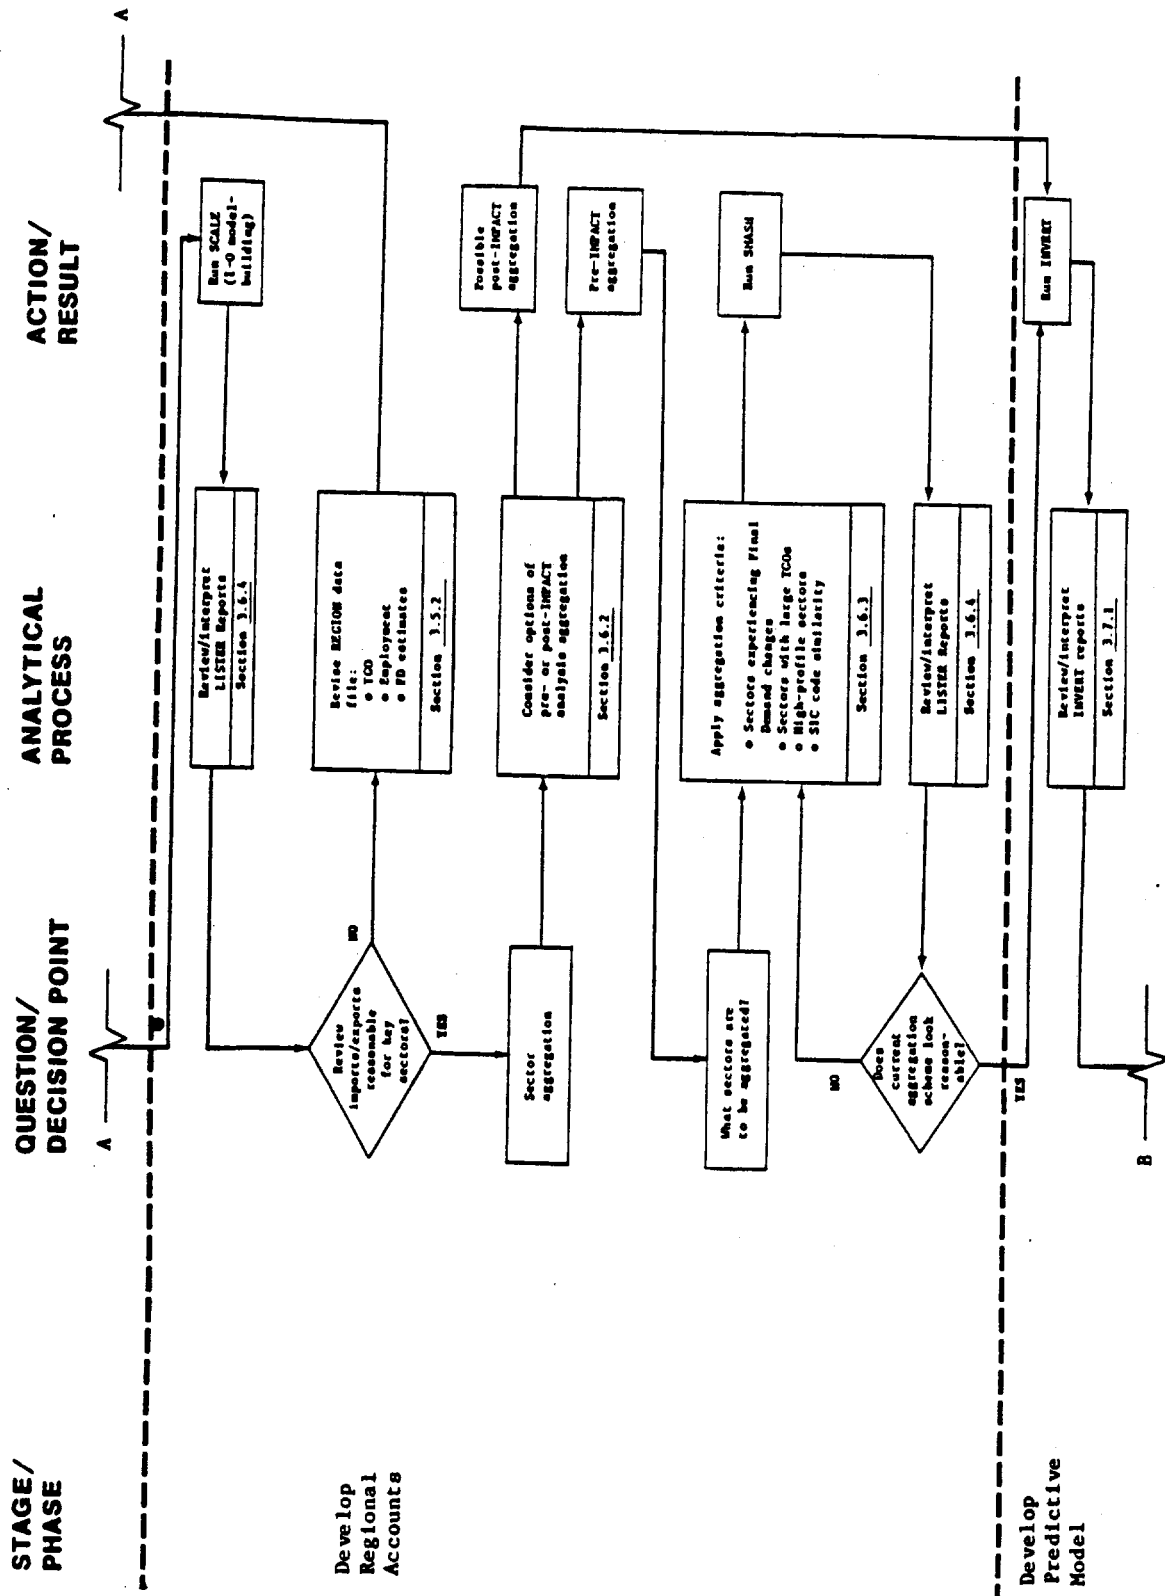 STAGE/
PHASE
QUESTION/
DECISION POINT
ANALYTICAL
PROCESS
ACTION/
RESULT
A
A
Develop
Regional
Accounts
Run SCALE
(I-O model-
building)
Review/interpret
LISTER Reports
Section 3.6.4
Review
imports/exports
reasonable
for key
sectors?
NO
YES
Revise REGION data
file:
● TGO
● Employment
● FD estimates
Section 3.5.2
Sector
aggregation
Consider options of
pre- or post-IMPACT
analysis aggregation
Section 3.6.2
Possible
post-IMPACT
aggregation
Pre-IMPACT
aggregation
What sectors are
to be aggregated?
Apply aggregation criteria:
● Sectors experiencing Final
Demand changes
● Sectors with large TGOs
● High-profile sectors
● SIC code similarity
Section 3.6.3
Run SMASH
Review/interpret
LISTER Reports
Section 3.6.4
Does
current
aggregation
scheme look
reason-
able?
NO
YES
Develop
Predictive
Model
Run INVERT
Review/interpret
INVERT reports
Section 3.7.1
B